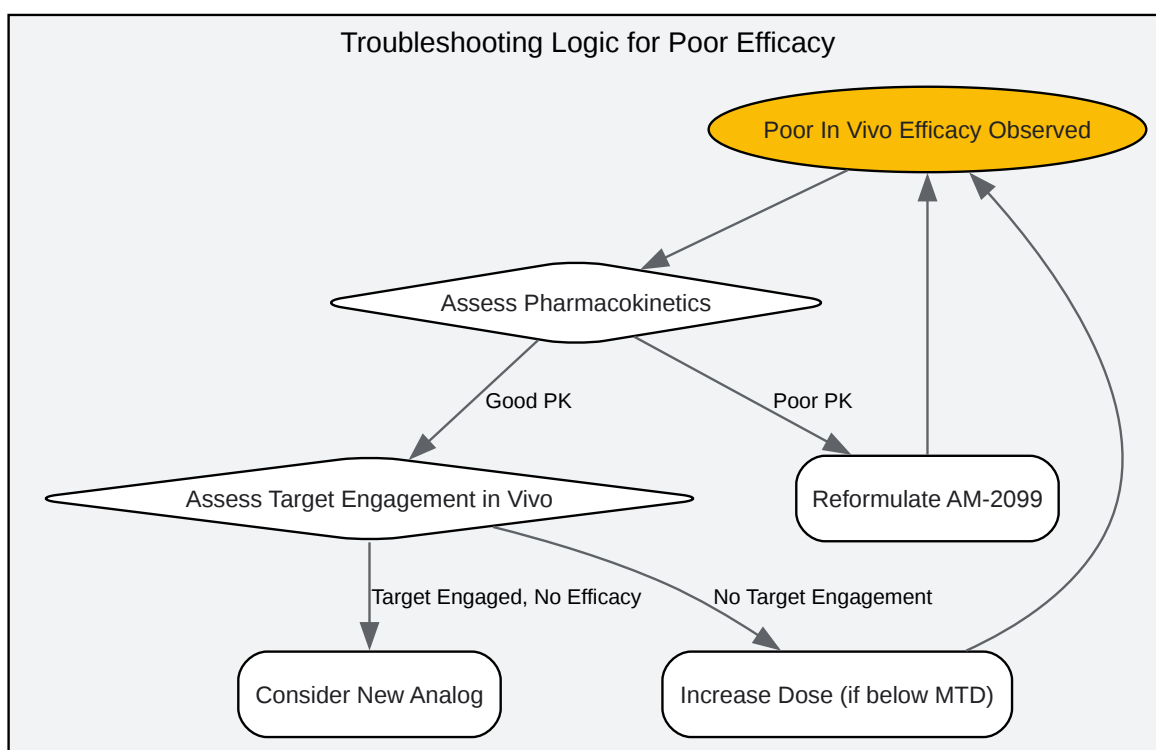 Troubleshooting Logic for Poor Efficacy
Poor In Vivo Efficacy Observed
Assess Pharmacokinetics
Good PK
Poor PK
Assess Target Engagement in Vivo
Reformulate AM-2099
Target Engaged, No Efficacy
No Target Engagement
Consider New Analog
Increase Dose (if below MTD)